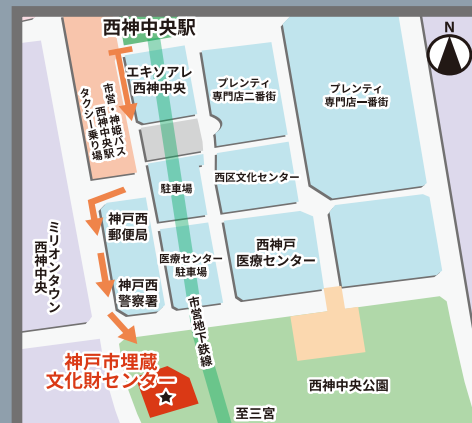 西神中央駅
N
エキソアレ
西神中央
プレンティ
専門店二番街
プレンティ
専門店一番街
市営・神姫バス
西神中央駅
タクシー乗り場
駐車場
西区文化センター
神戸西
郵便局
ミリオンタウン
西神中央
医療センター
駐車場
西神戸
医療センター
神戸西
警察署
市営地下鉄線
神戸市埋蔵
文化財センター
西神中央公園
至三宮